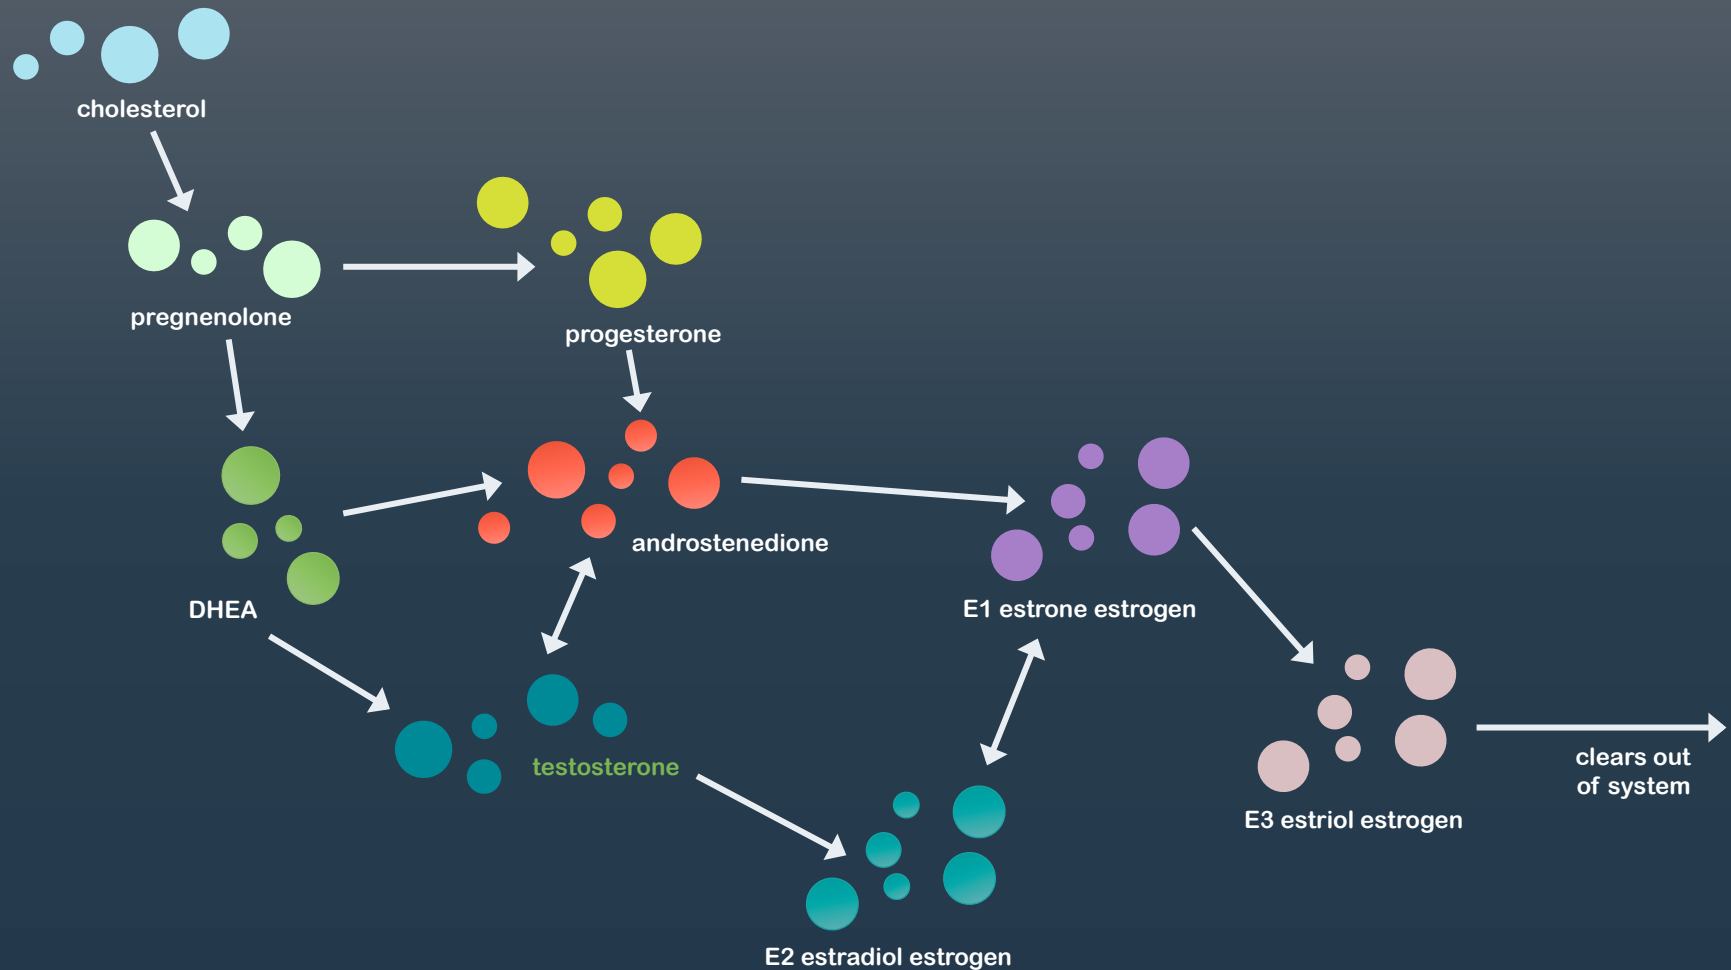 cholesterol
pregnenolone
progesterone
androstenedione
DHEA
E1 estrone estrogen
testosterone
clears out
of system
E3 estriol estrogen
E2 estradiol estrogen